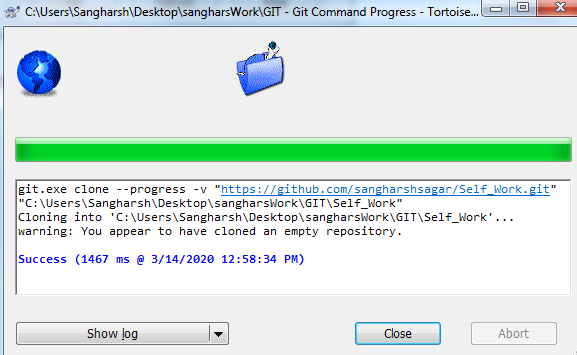 C:\Users\Sangharsh\Desktop\sangharsWork\GIT - Git Command Progress - Tortoise...
git.exe clone --progress -v "https://github.com/sangharshsagar/Self_Work.git"
"C:\Users\Sangharsh\Desktop\sangharsWork\GIT\Self_Work"
Cloning into 'C:\Users\Sangharsh\Desktop\sangharsWork\GIT\Self_Work'...
warning: You appear to have cloned an empty repository.
Success (1467 ms @ 3/14/2020 12:58:34 PM)
Show log
Close
Abort